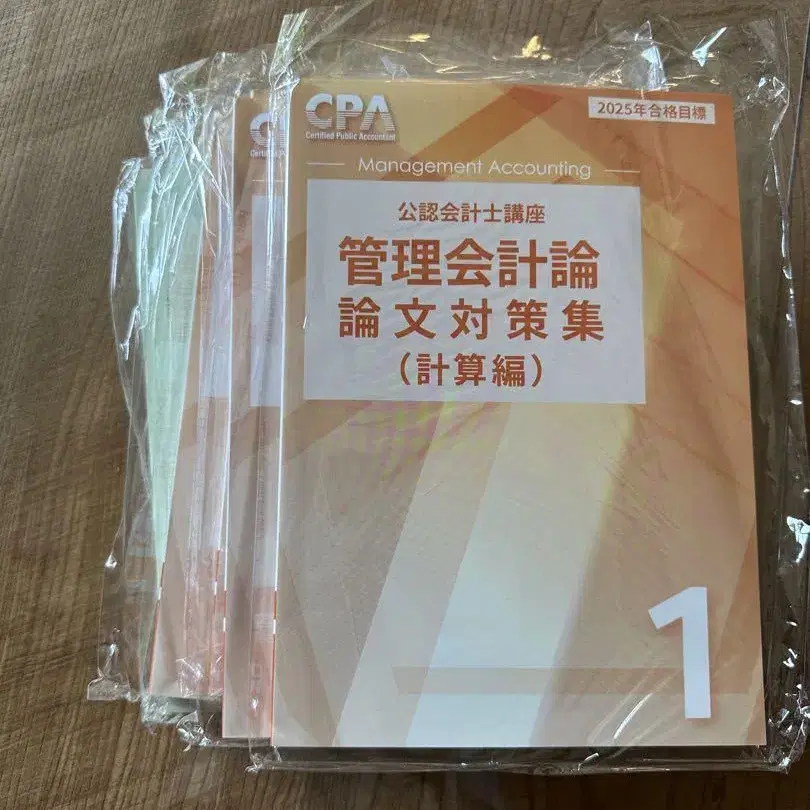 CPA
Certified Public Accountant
2025年合格目標
Management Accounting
公認会計士講座
管理会計論
論文対策集
(計算編)
1